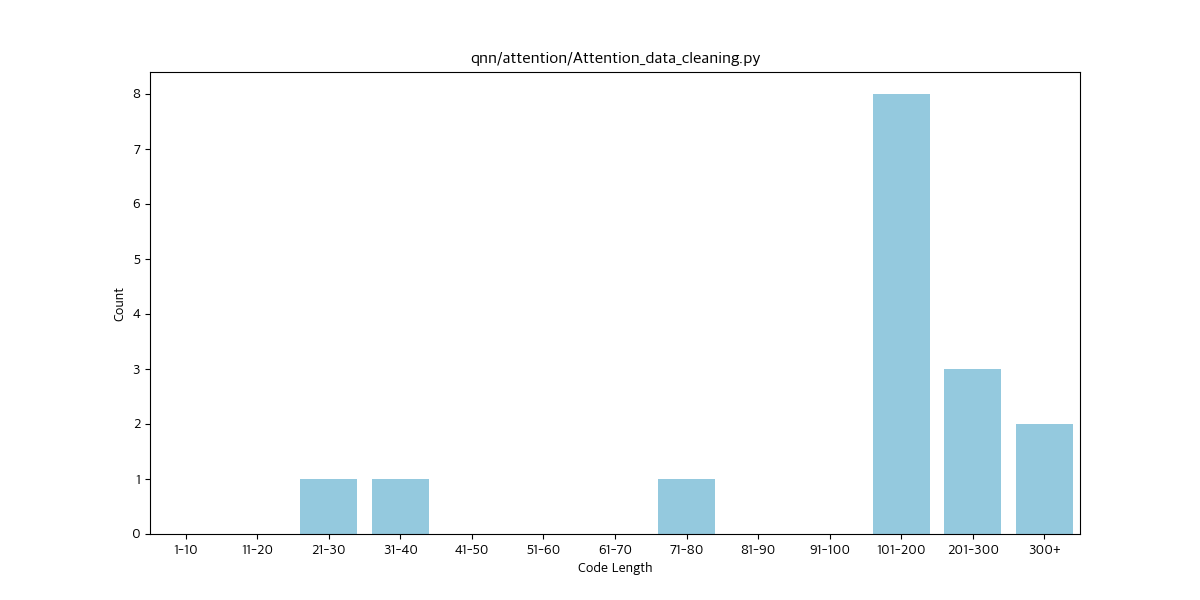 qnn/attention/Attention_data_cleaning.py
8
7
6
5
4
3
2
1
0
Count
1-10 11-20 21-30 31-40 41-50 51-60 61-70 71-80 81-90 91-100 101-200 201-300 300+
Code Length